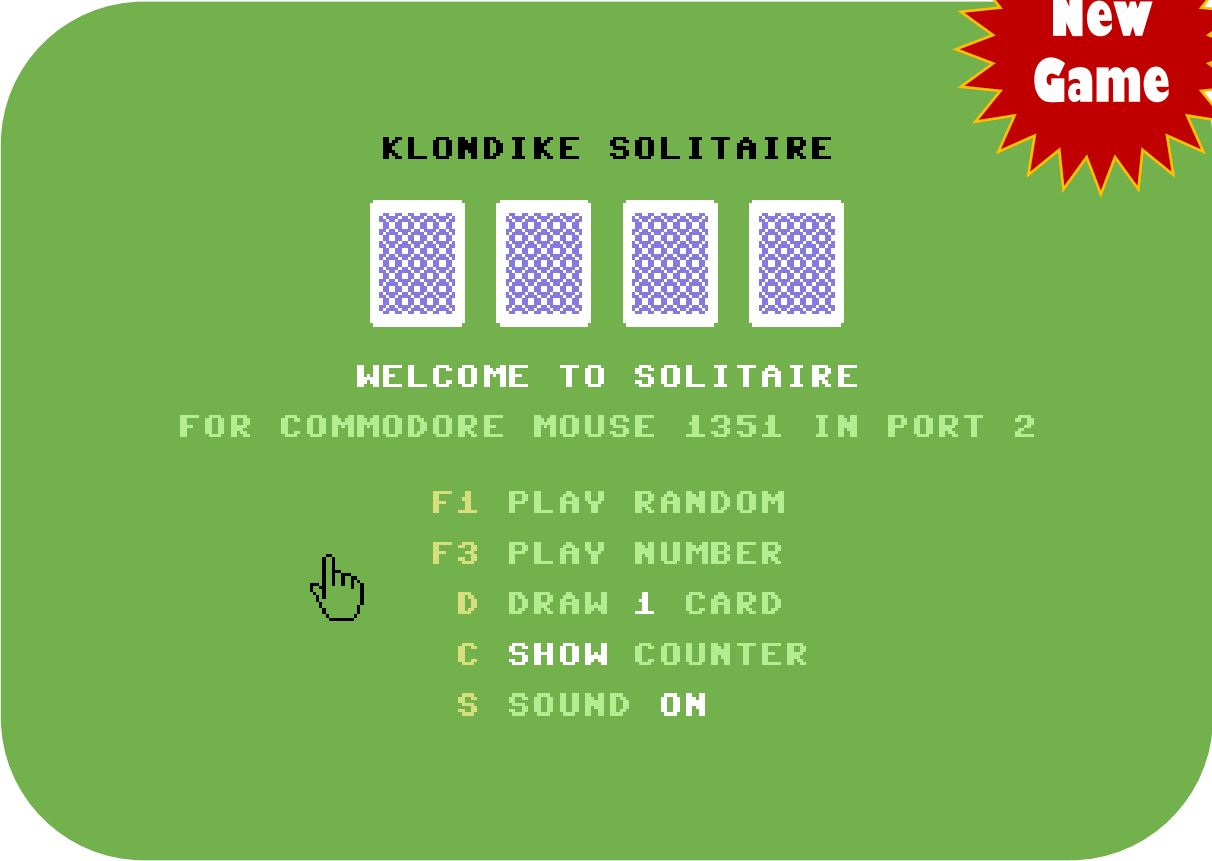 New
Game
KLONDIKE SOLITAIRE
WELCOME TO SOLITAIRE
FOR COMMODORE MOUSE 1351 IN PORT 2
F1 PLAY RANDOM
F3 PLAY NUMBER
D DRAW 1 CARD
C SHOW COUNTER
S SOUND ON